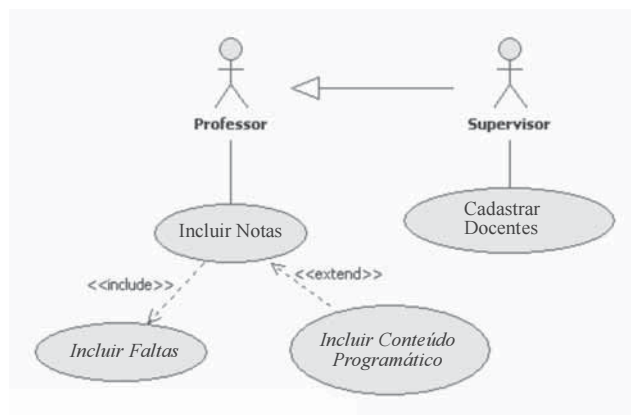 Professor
Supervisor
Incluir Notas
Cadastrar
Docentes
<<include>>
<<extend>>
Incluir Faltas
Incluir Conteúdo
Programático